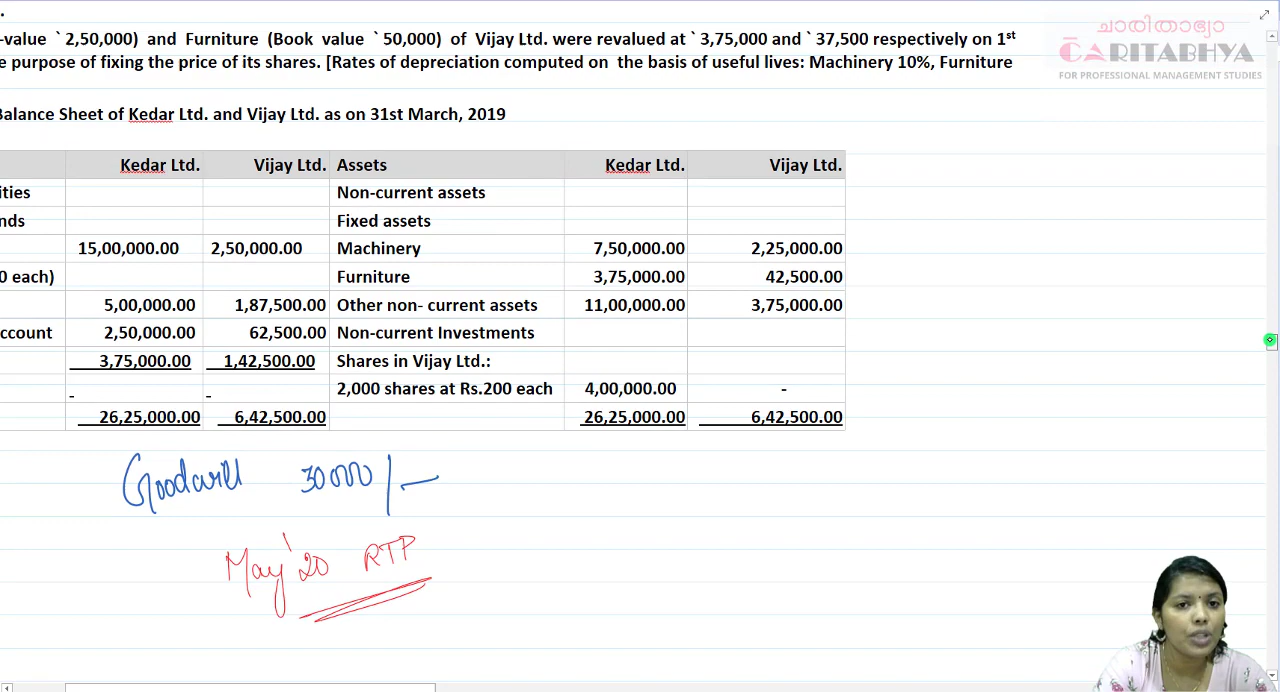 .
-value ` 2,50,000) and Furniture (Book value ` 50,000) of Vijay Ltd. were revalued at ` 3,75,000 and ` 37,500 respectively on 1st
e purpose of fixing the price of its shares. [Rates of depreciation computed on the basis of useful lives: Machinery 10%, Furniture
ചാരിതാഭ്യാ
CARITABHYA
FOR PROFESSIONAL MANAGEMENT STUDIES
Balance Sheet of Kedar Ltd. and Vijay Ltd. as on 31st March, 2019
Kedar Ltd. Vijay Ltd. Assets Kedar Ltd. Vijay Ltd.
ities Non-current assets
nds Fixed assets
15,00,000.00 2,50,000.00 Machinery 7,50,000.00 2,25,000.00
0 each) Furniture 3,75,000.00 42,500.00
5,00,000.00 1,87,500.00 Other non- current assets 11,00,000.00 3,75,000.00
ccount 2,50,000.00 62,500.00 Non-current Investments
3,75,000.00 1,42,500.00 Shares in Vijay Ltd.:
- - 2,000 shares at Rs.200 each 4,00,000.00 -
26,25,000.00 6,42,500.00 26,25,000.00 6,42,500.00
Goodwill 30000/-
May'20 RTP